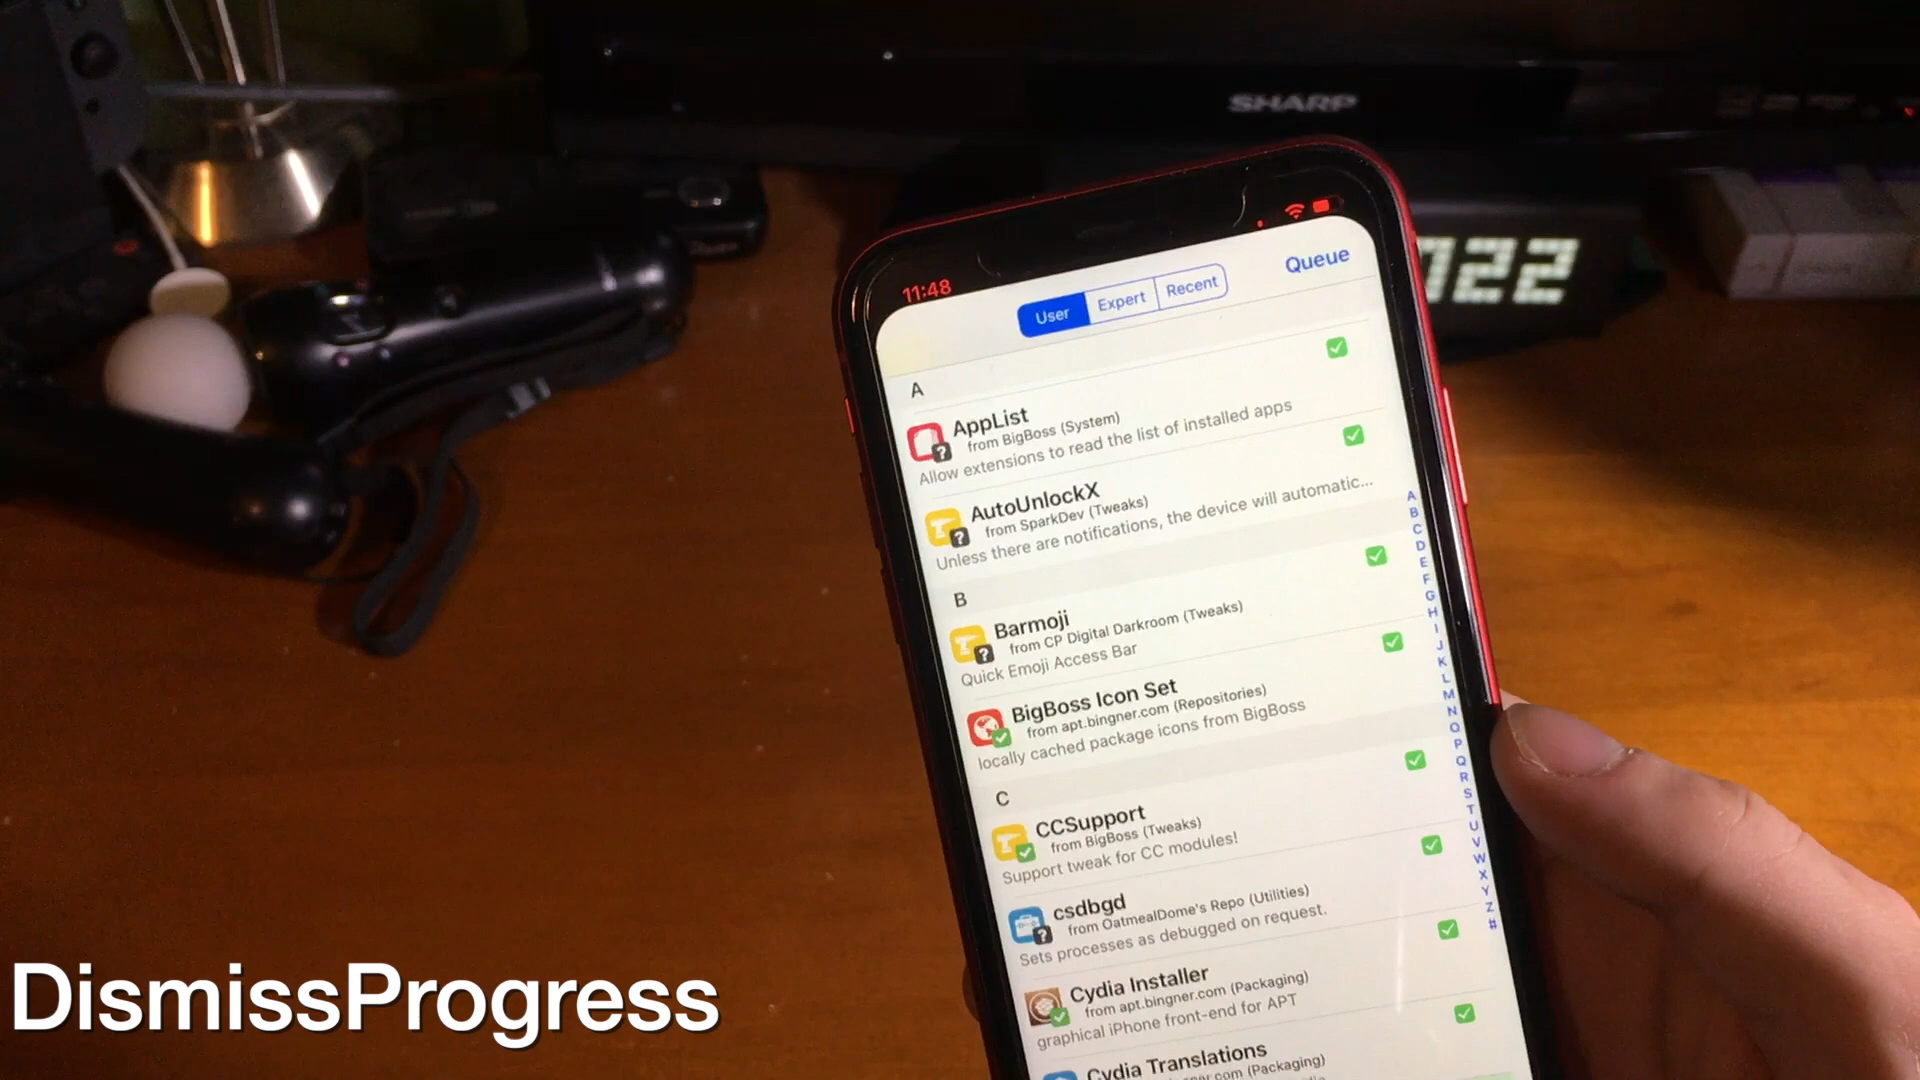 SHARP
22
11:48
User
Expert
Recent
Queue
A
AppList
from BigBoss (System)
Allow extensions to read the list of installed apps
AutoUnlockX
from SparkDev (Tweaks)
Unless there are notifications, the device will automatic...
B
Barmoji
from CP Digital Darkroom (Tweaks)
Quick Emoji Access Bar
BigBoss Icon Set
from apt.bingner.com (Repositories)
locally cached package icons from BigBoss
C
CCSupport
from BigBoss (Tweaks)
Support tweak for CC modules!
csdbgd
from OatmealDome's Repo (Utilities)
Sets processes as debugged on request.
Cydia Installer
from apt.bingner.com (Packaging)
graphical iPhone front-end for APT
Cydia Translations
(Packaging)
A
B
C
D
E
F
G
H
I
J
K
L
M
N
O
P
Q
R
S
T
U
V
W
X
Y
Z
#
DismissProgress